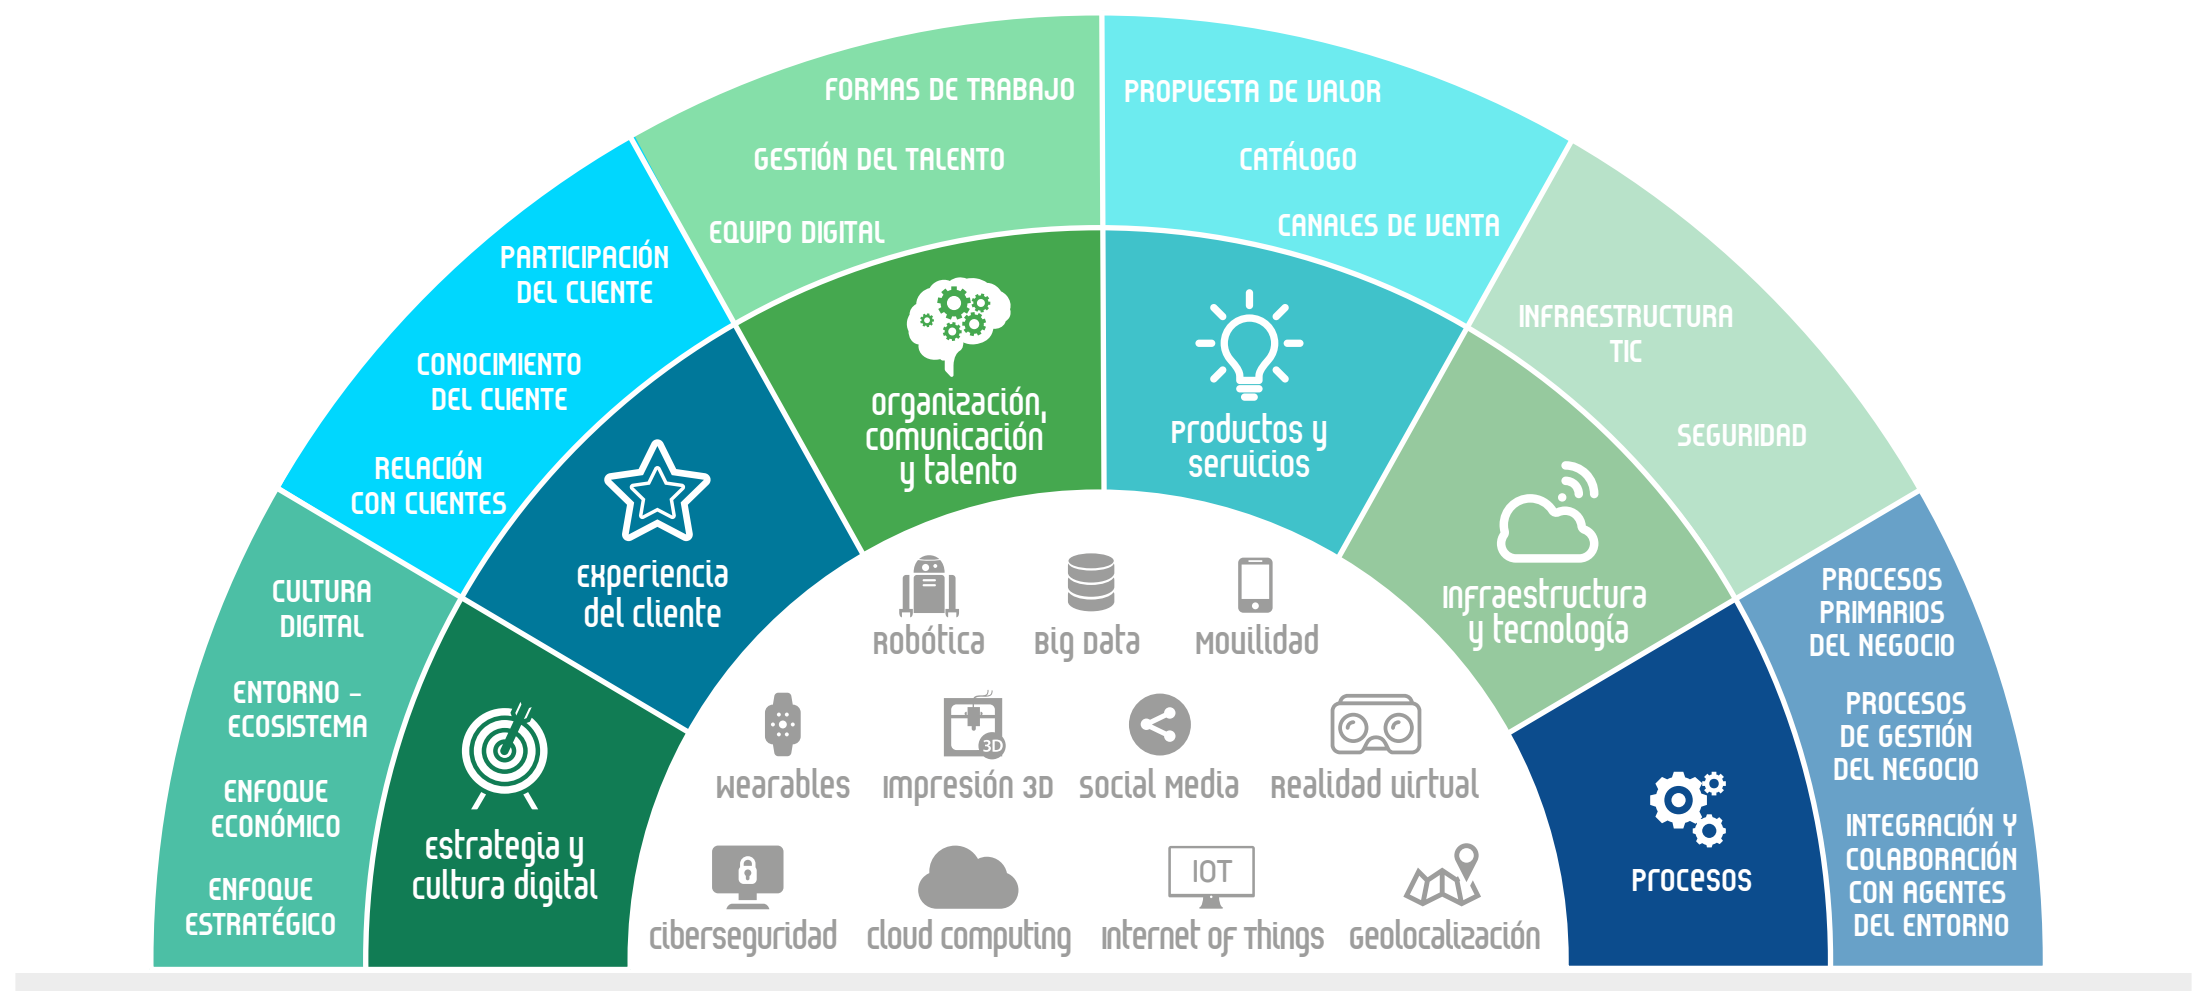 FORMAS DE TRABAJO
GESTIÓN DEL TALENTO
EQUIPO DIGITAL
PROPUESTA DE VALOR
CATÁLOGO
CANALES DE VENTA
PARTICIPACIÓN
DEL CLIENTE
CONOCIMIENTO
DEL CLIENTE
RELACIÓN
CON CLIENTES
INFRAESTRUCTURA
TIC
SEGURIDAD
CULTURA
DIGITAL
ENTORNO -
ECOSISTEMA
ENFOQUE
ECONÓMICO
ENFOQUE
ESTRATÉGICO
PROCESOS
PRIMARIOS
DEL NEGOCIO
PROCESOS
DE GESTIÓN
DEL NEGOCIO
INTEGRACIÓN Y
COLABORACIÓN
CON AGENTES
DEL ENTORNO
Estrategia y
cultura digital
Experiencia
del cliente
Organización,
comunicación
y talento
Productos y
servicios
Infraestructura
y tecnología
Procesos
Robótica
Big Data
Movilidad
Wearables
3D
Impresión 3D
Social Media
Realidad Virtual
Ciberseguridad
Cloud Computing
IOT
Internet of Things
Geolocalización